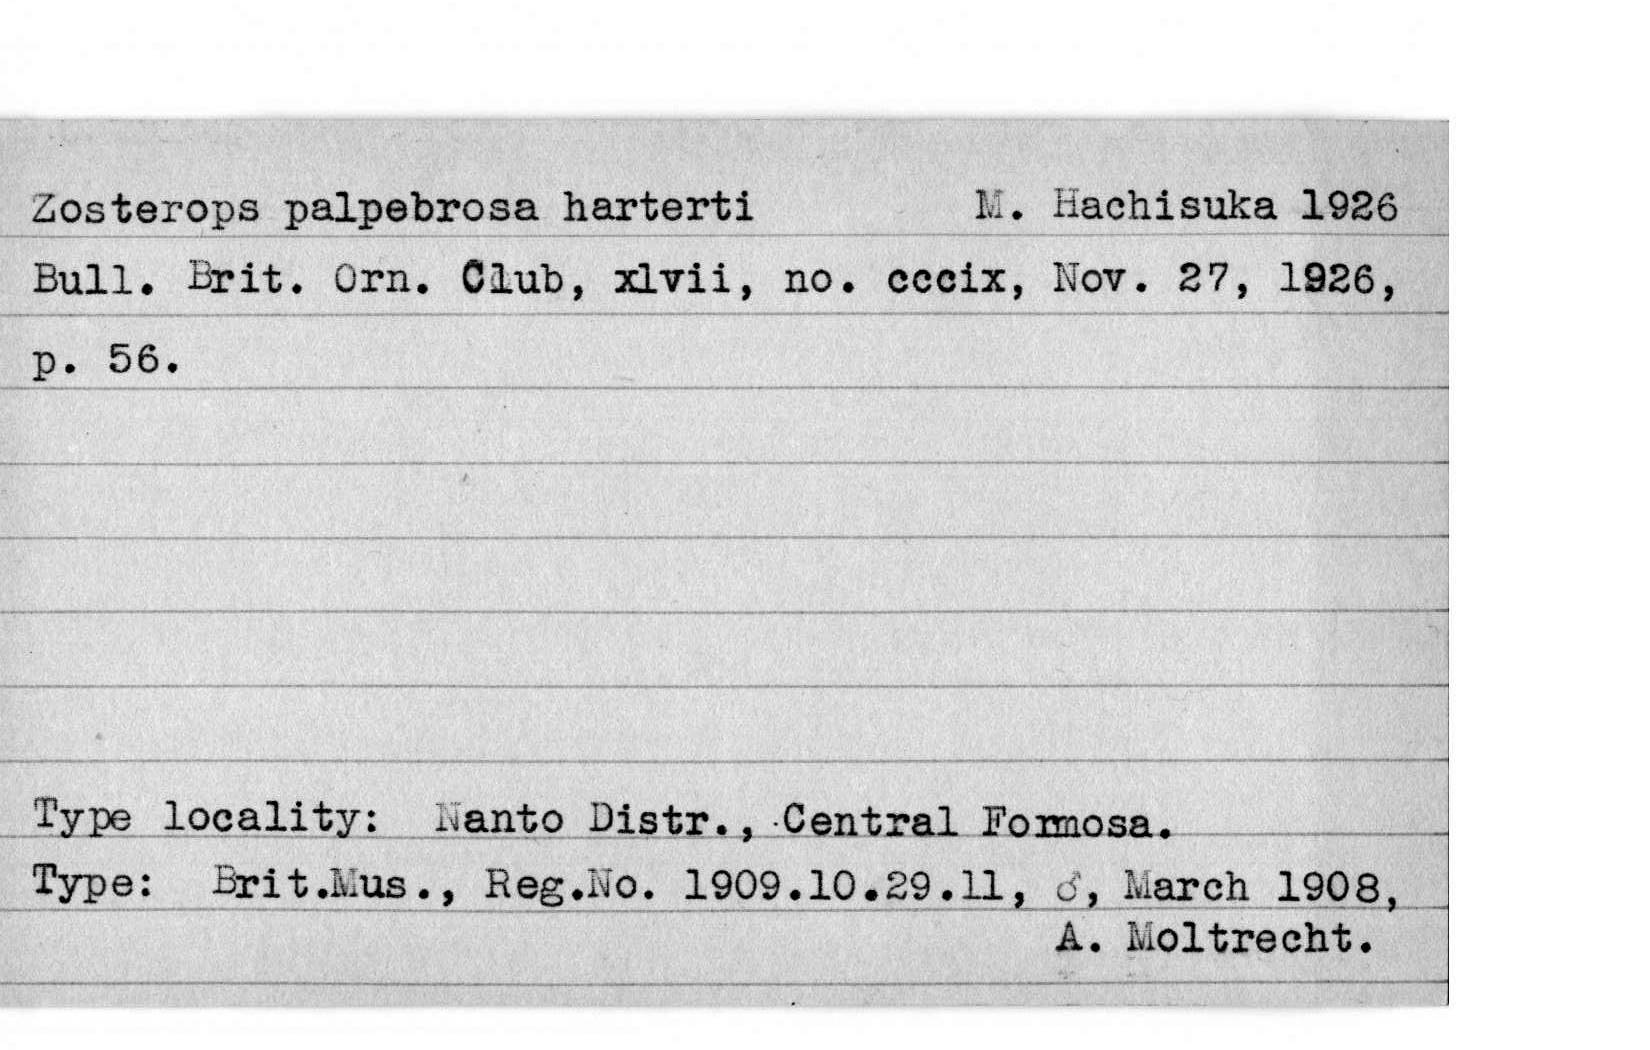 Zosterops palpebrosa harterti M. Hachisuka 1926
Bull. Brit. Orn. Club, xlvii, no. cccix, Nov. 27, 1926,
p. 56.
Type locality: Nanto Distr., Central Formosa.
Type: Brit.Mus., Reg.No. 1909.10.29.11, ♂, March 1908,
A. Moltrecht.